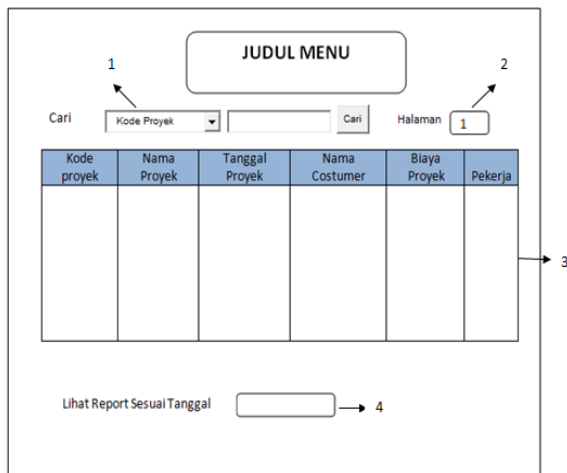 JUDUL MENU
1
2
Cari
Kode Proyek
Cari
Halaman
1
Kode proyek
Nama Proyek
Tanggal Proyek
Nama Costumer
Biaya Proyek
Pekerja
3
Lihat Report Sesuai Tanggal
4